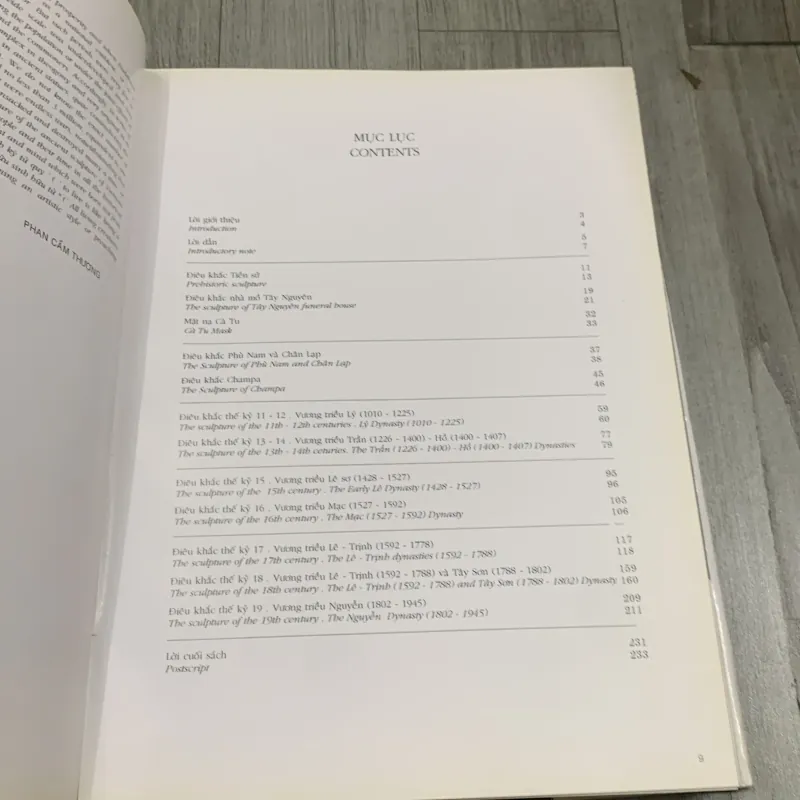 PHAN CẨM THƯỢNG
MỤC LỤC
CONTENTS
Lời giới thiệu 3
Introduction 4
Lời dẫn 5
Introductory note 7
Điêu khắc Tiền sử 11
Prehistoric sculpture 13
Điêu khắc nhà mồ Tây Nguyên 19
The sculpture of Tây Nguyên funeral house 21
Mặt nạ Cà Tu 32
Cà Tu Mask 33
Điêu khắc Phù Nam và Chân Lạp 37
The Sculpture of Phù Nam and Chân Lạp 38
Điêu khắc Champa 45
The Sculpture of Champa 46
Điêu khắc thế kỷ 11 - 12 . Vương triều Lý (1010 - 1225) 59
The sculpture of the 11th - 12th centuries . Lý Dynasty (1010 - 1225) 60
Điêu khắc thế kỷ 13 - 14 . Vương triều Trần (1226 - 1400) - Hồ (1400 - 1407) 77
The sculpture of the 13th - 14th ceturies. The Trần (1226 - 1400) - Hồ (1400 - 1407) Dynasties 79
Điêu khắc thế kỷ 15 . Vương triều Lê sơ (1428 - 1527) 95
The sculpture of the 15th century . The Early Lê Dynasty (1428 - 1527) 96
Điêu khắc thế kỷ 16 . Vương triều Mạc (1527 - 1592) 105
The sculpture of the 16th century . The Mạc (1527 - 1592) Dynasty 106
Điêu khắc thế kỷ 17 . Vương triều Lê - Trịnh (1592 - 1778) 117
The sculpture of the 17th century . The Lê - Trịnh dynasties (1592 - 1788) 118
Điêu khắc thế kỷ 18 . Vương triều Lê - Trịnh (1592 - 1788) và Tây Sơn (1788 - 1802) 159
The sculpture of the 18th century . The Lê - Trịnh (1592 - 1788) and Tây Sơn (1788 - 1802) Dynasty 160
Điêu khắc thế kỷ 19 . Vương triều Nguyễn (1802 - 1945) 209
The sculpture of the 19th century . The Nguyễn Dynasty (1802 - 1945) 211
Lời cuối sách 231
Postscript 233
9